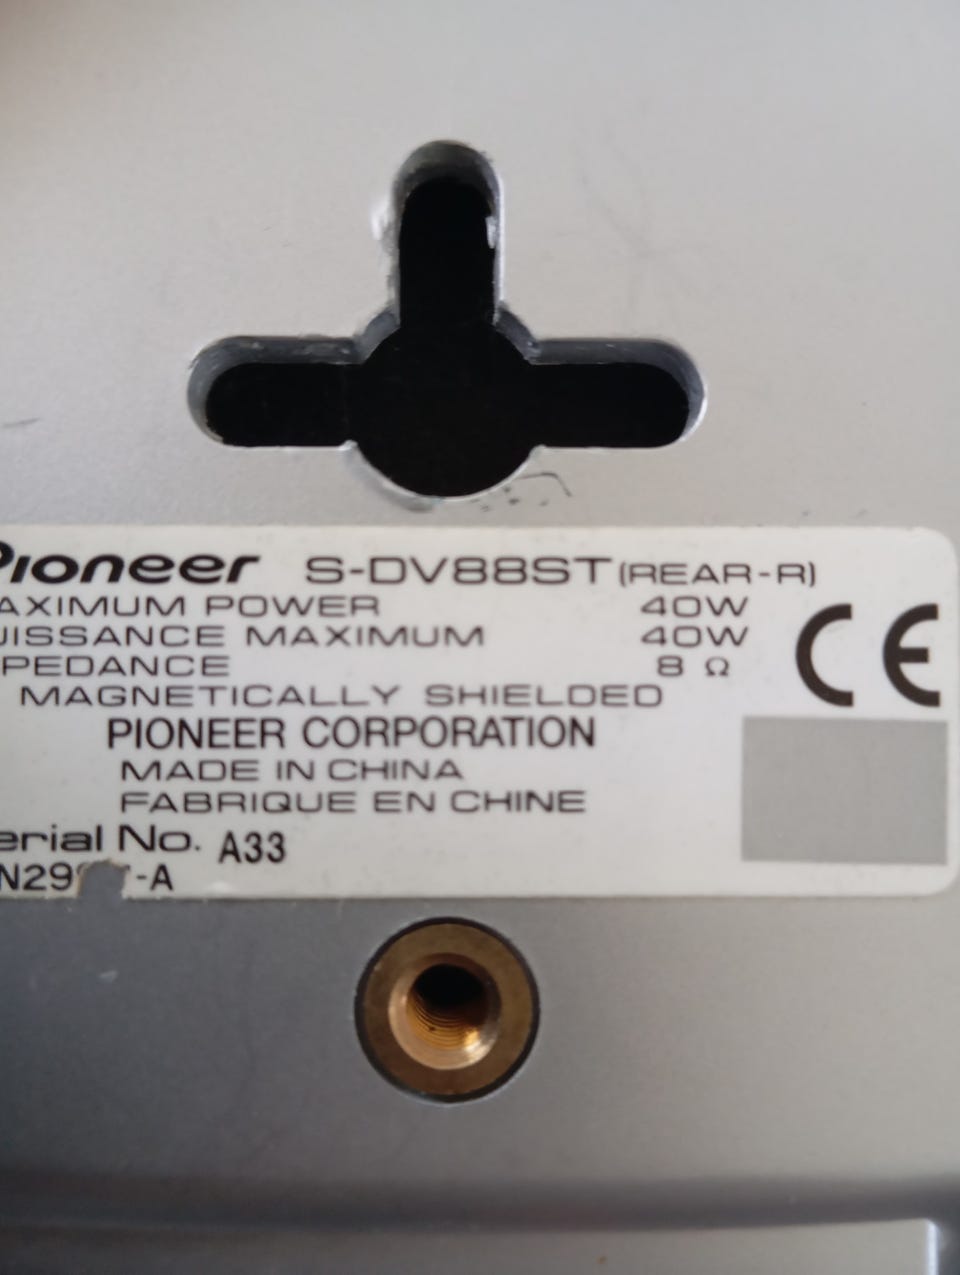 Pioneer S-DV88ST (REAR-R)
AXIMUM POWER 40W
UISSANCE MAXIMUM 40W
PEDANCE 8 Ω
MAGNETICALLY SHIELDED
CE
PIONEER CORPORATION
MADE IN CHINA
FABRIQUE EN CHINE
erial No. A33
-A